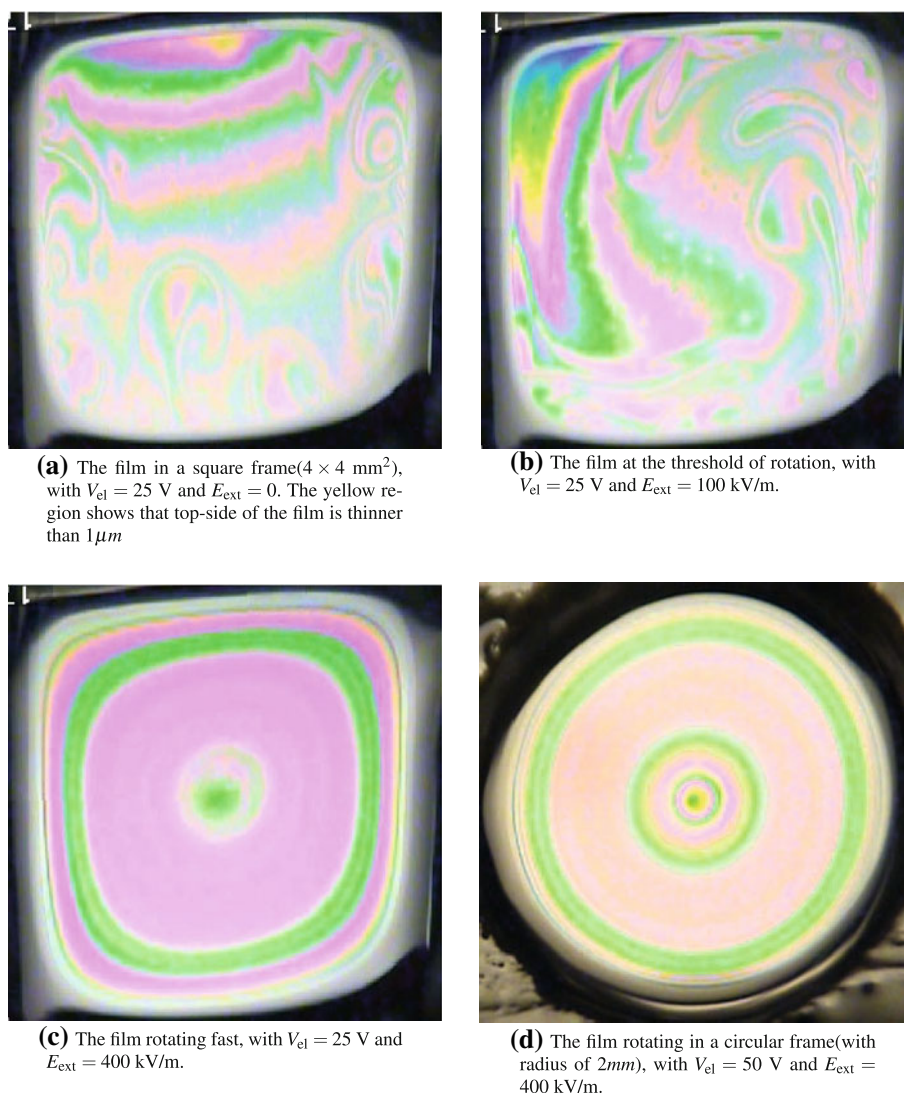 (a) The film in a square frame(4 × 4 mm²),
with V_el = 25 V and E_ext = 0. The yellow re-
gion shows that top-side of the film is thinner
than 1μm
(b) The film at the threshold of rotation, with
V_el = 25 V and E_ext = 100 kV/m.
(c) The film rotating fast, with V_el = 25 V and
E_ext = 400 kV/m.
(d) The film rotating in a circular frame(with
radius of 2mm), with V_el = 50 V and E_ext =
400 kV/m.